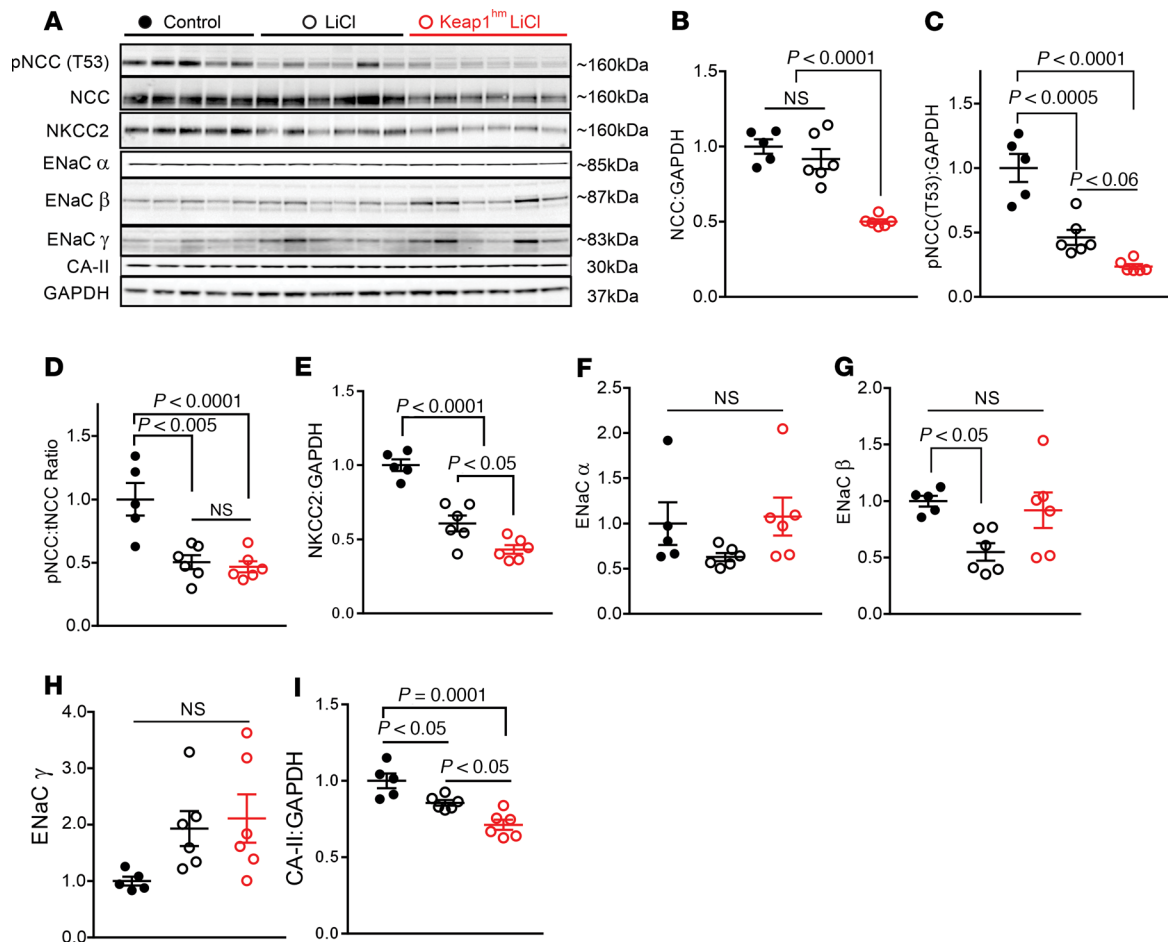 A
Control
LiCl
Keap1hm LiCl
pNCC (T53)
~160kDa
NCC
~160kDa
NKCC2
~160kDa
ENaC α
~85kDa
ENaC β
~87kDa
ENaC γ
~83kDa
CA-II
30kDa
GAPDH
37kDa
B
P < 0.0001
NS
1.5
1.0
0.5
0.0
NCC:GAPDH
C
P < 0.0001
P < 0.0005
P < 0.06
1.5
1.0
0.5
0.0
pNCC(T53):GAPDH
D
P < 0.0001
P < 0.005
NS
1.5
1.0
0.5
0.0
pNCC:tNCC Ratio
E
P < 0.0001
P < 0.05
1.5
1.0
0.5
0.0
NKCC2:GAPDH
F
NS
2.5
2.0
1.5
1.0
0.5
0.0
ENaC α
G
NS
P < 0.05
2.0
1.5
1.0
0.5
0.0
ENaC β
H
NS
4.0
3.0
2.0
1.0
0.0
ENaC γ
I
P = 0.0001
P < 0.05
P < 0.05
1.5
1.0
0.5
0.0
CA-II:GAPDH